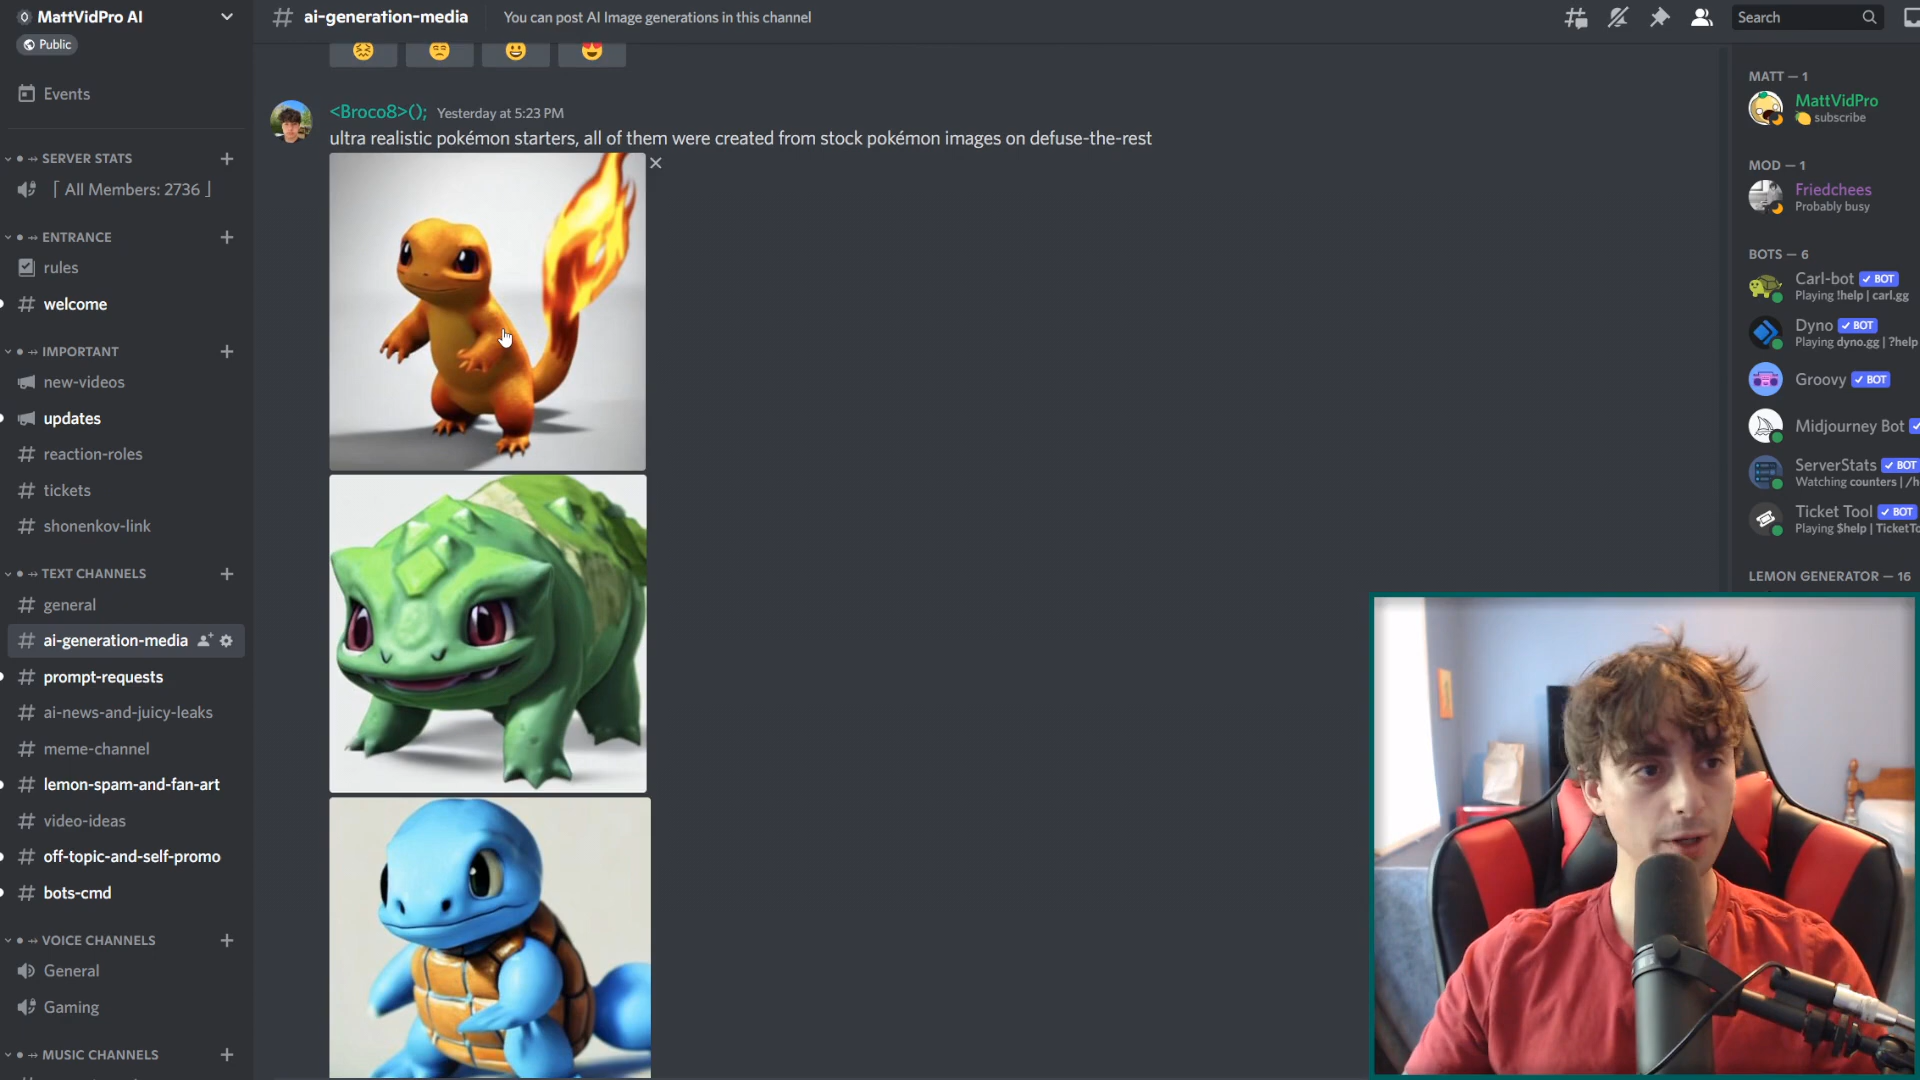 MattVidPro AI
Public
Events
SERVER STATS
「 All Members: 2736 」
ENTRANCE
rules
welcome
IMPORTANT
new-videos
updates
reaction-roles
tickets
shonenkov-link
TEXT CHANNELS
general
ai-generation-media
prompt-requests
ai-news-and-juicy-leaks
meme-channel
lemon-spam-and-fan-art
video-ideas
off-topic-and-self-promo
bots-cmd
VOICE CHANNELS
General
Gaming
MUSIC CHANNELS
ai-generation-media
You can post AI Image generations in this channel
<Broco8>(); Yesterday at 5:23 PM
ultra realistic pokémon starters, all of them were created from stock pokémon images on defuse-the-rest
Search
MATT — 1
MattVidPro
subscribe
MOD — 1
Friedchees
Probably busy
BOTS — 6
Carl-bot BOT
Playing !help | carl.gg
Dyno BOT
Playing dyno.gg | ?help
Groovy BOT
Midjourney Bot
ServerStats BOT
Watching counters | /h
Ticket Tool BOT
Playing $help | TicketTo
LEMON GENERATOR — 16